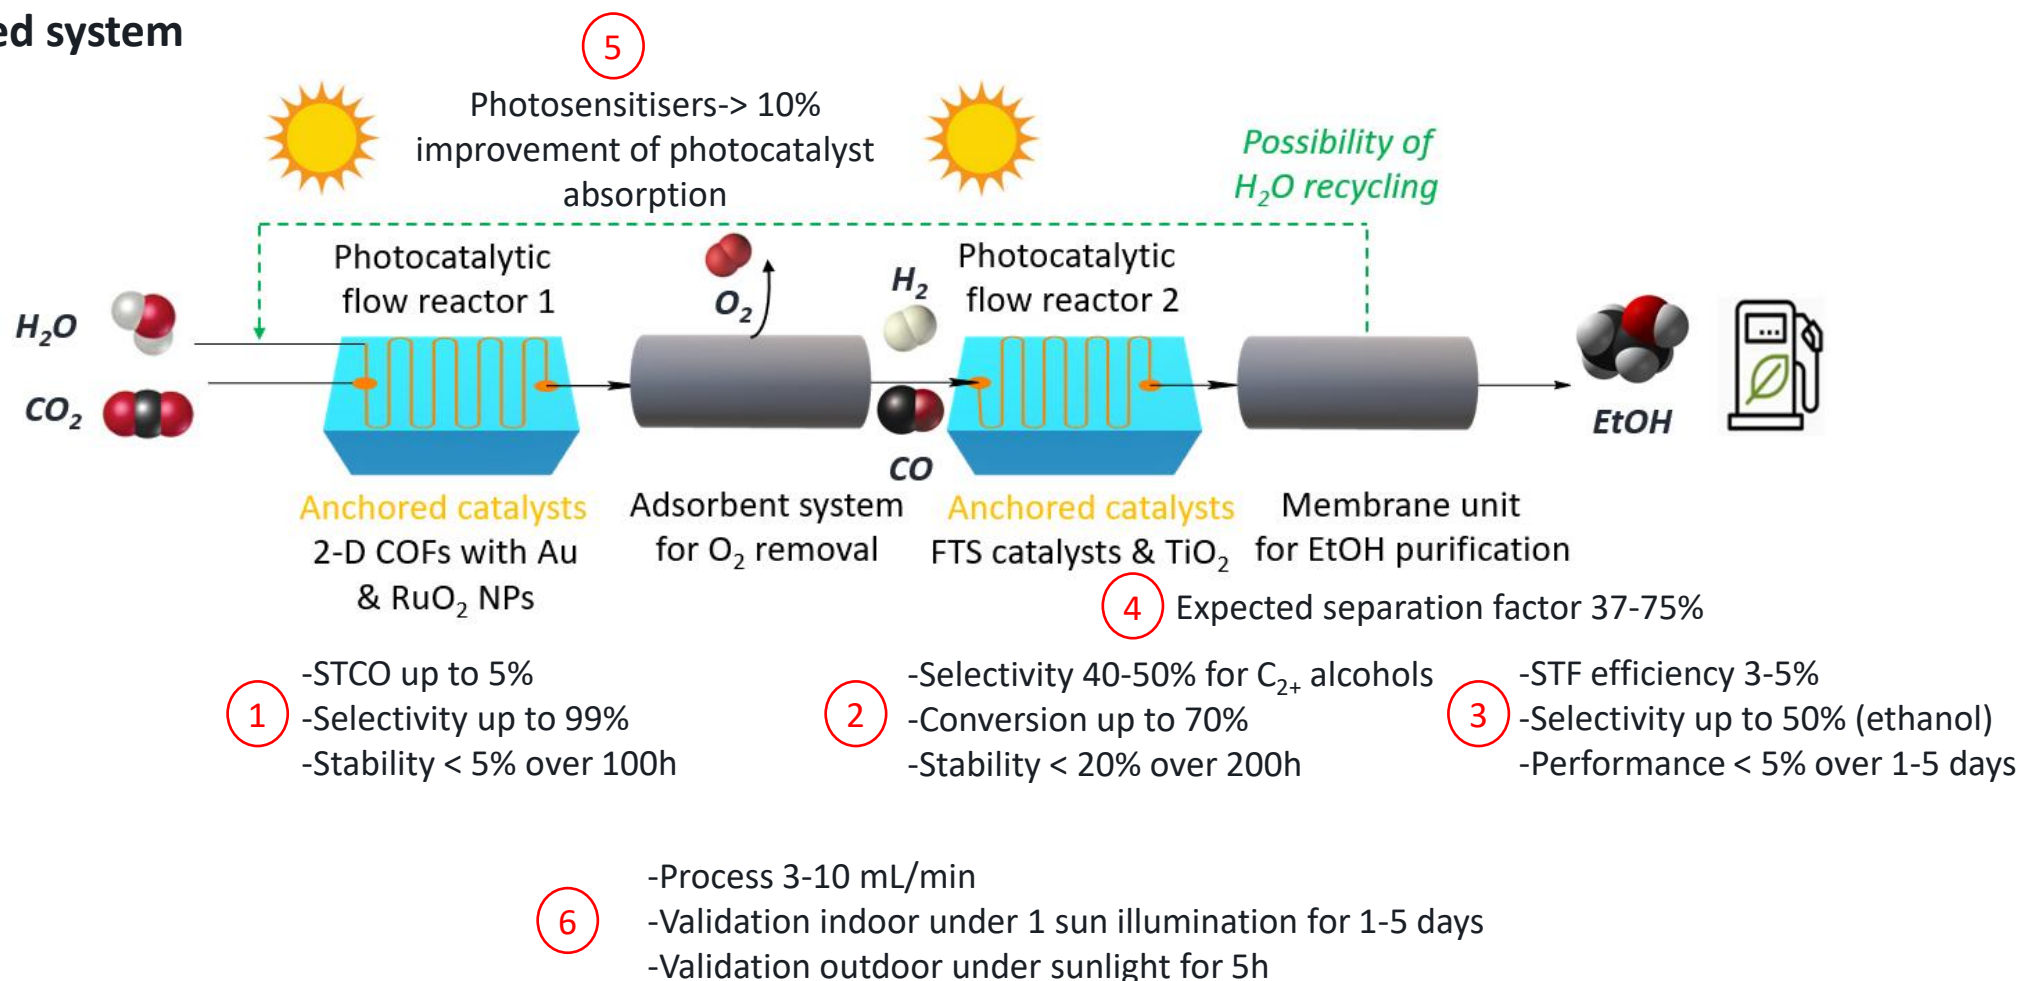 ed system
5
Photosensitisers-> 10%
improvement of photocatalyst
absorption
Possibility of
H₂O recycling
Photocatalytic
flow reactor 1
O₂
H₂
Photocatalytic
flow reactor 2
H₂O
CO₂
CO
EtOH
...
Anchored catalysts
2-D COFs with Au
& RuO₂ NPs
Adsorbent system
for O₂ removal
Anchored catalysts
FTS catalysts & TiO₂
Membrane unit
for EtOH purification
4 Expected separation factor 37-75%
1
-STCO up to 5%
-Selectivity up to 99%
-Stability < 5% over 100h
2
-Selectivity 40-50% for C₂₊ alcohols
-Conversion up to 70%
-Stability < 20% over 200h
3
-STF efficiency 3-5%
-Selectivity up to 50% (ethanol)
-Performance < 5% over 1-5 days
6
-Process 3-10 mL/min
-Validation indoor under 1 sun illumination for 1-5 days
-Validation outdoor under sunlight for 5h